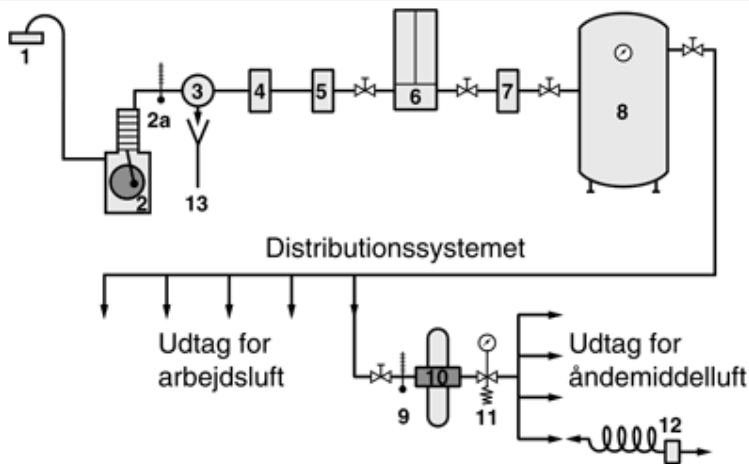 1
2a
3
4
5
6
7
8
2
13
Distributionssystemet
Udtag for
arbejdsluft
Udtag for
åndemiddelluft
9
10
11
12